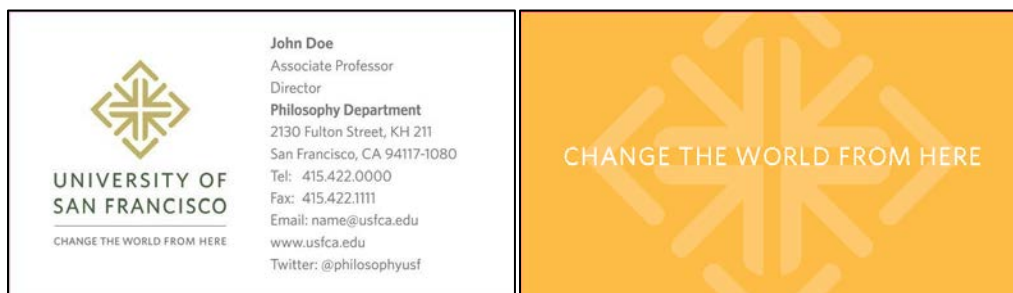 UNIVERSITY OF
SAN FRANCISCO
CHANGE THE WORLD FROM HERE
John Doe
Associate Professor
Director
Philosophy Department
2130 Fulton Street, KH 211
San Francisco, CA 94117-1080
Tel: 415.422.0000
Fax: 415.422.1111
Email: name@usfca.edu
www.usfca.edu
Twitter: @philosophyusf
CHANGE THE WORLD FROM HERE